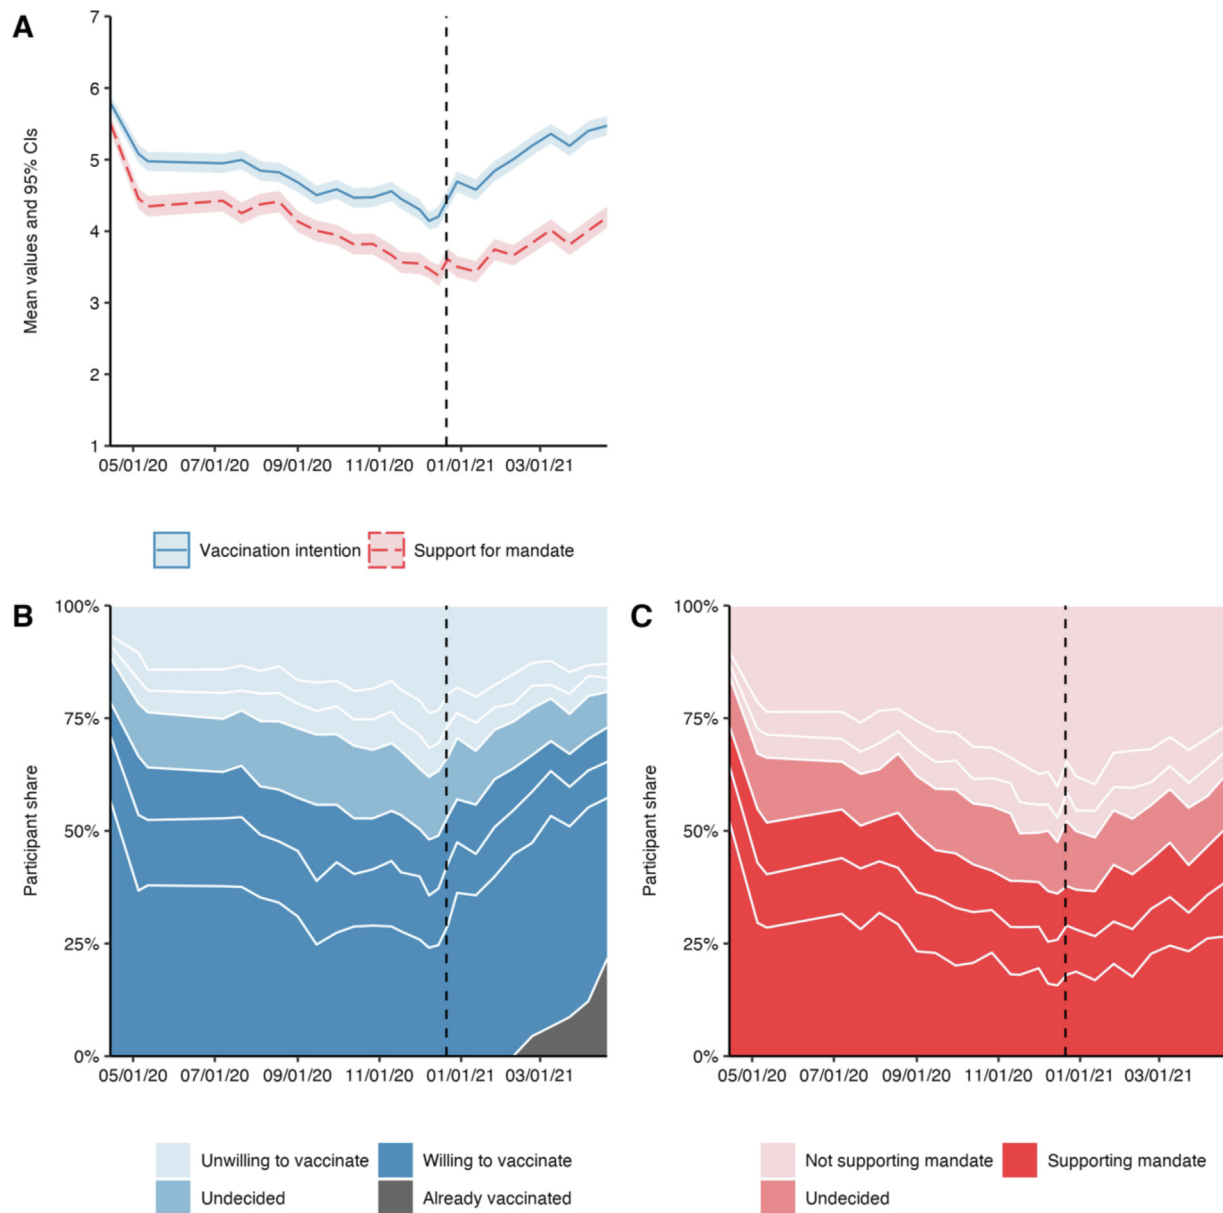 A
Mean values and 95% CIs
7
6
5
4
3
2
1
05/01/20 07/01/20 09/01/20 11/01/20 01/01/21 03/01/21
Vaccination intention Support for mandate
B
Participant share
100%
75%
50%
25%
0%
05/01/20 07/01/20 09/01/20 11/01/20 01/01/21 03/01/21
Unwilling to vaccinate Willing to vaccinate
Undecided Already vaccinated
C
Participant share
100%
75%
50%
25%
0%
05/01/20 07/01/20 09/01/20 11/01/20 01/01/21 03/01/21
Not supporting mandate Supporting mandate
Undecided